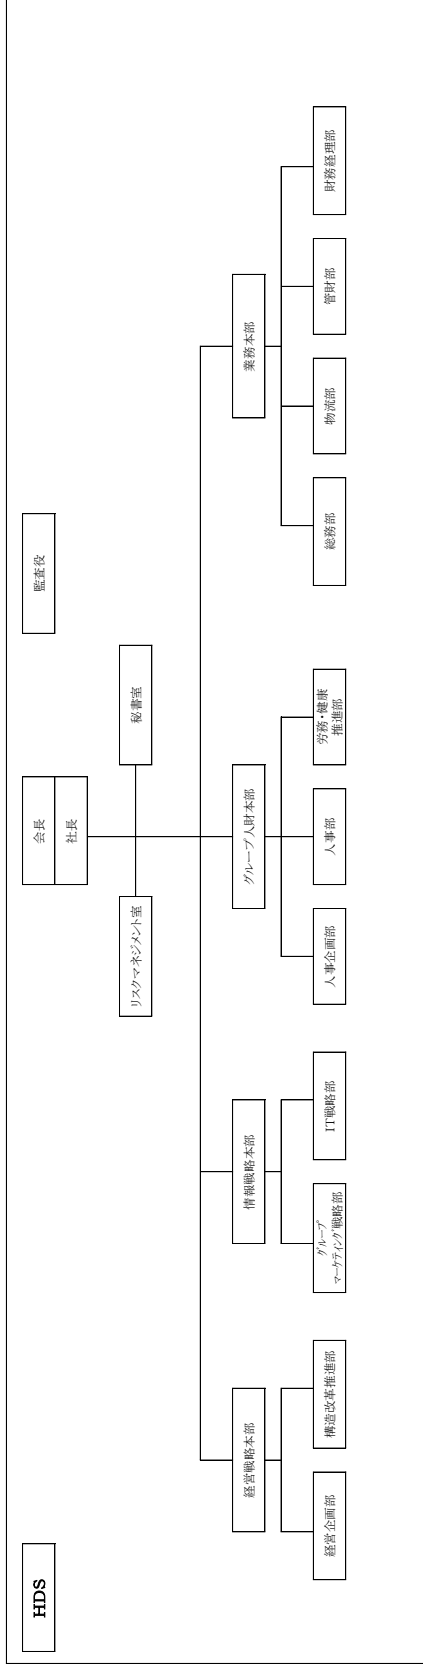 HDS
会長
社長
監査役
リスクマネジメント室
秘書室
経営戦略本部
情報戦略本部
グループ人財本部
業務本部
経営企画部
構造改革推進部
グループ
マーケティング戦略部
IT戦略部
人事企画部
人事部
労務・健康
推進部
総務部
物流部
管財部
財務経理部